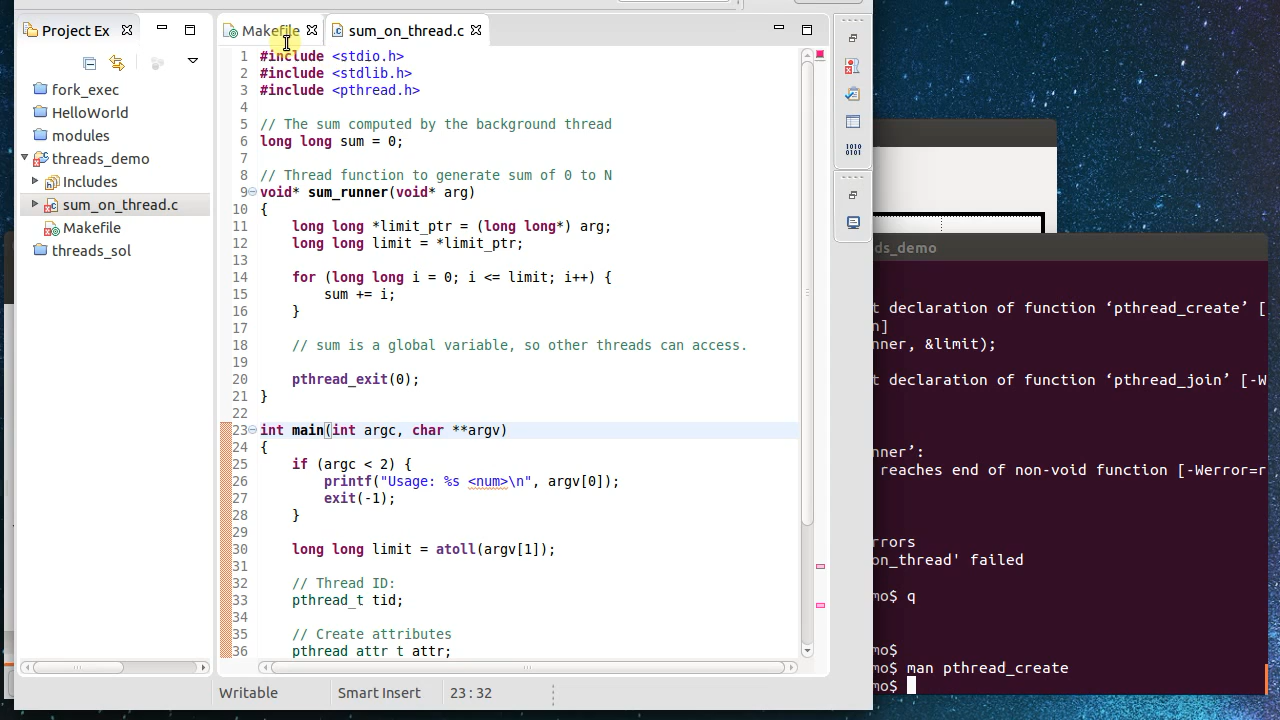 Project Ex
fork_exec
HelloWorld
modules
threads_demo
Includes
sum_on_thread.c
Makefile
threads_sol
Makefile
sum_on_thread.c
1 #include <stdio.h>
2 #include <stdlib.h>
3 #include <pthread.h>
4
5 // The sum computed by the background thread
6 long long sum = 0;
7
8 // Thread function to generate sum of 0 to N
9 void* sum_runner(void* arg)
10 {
11 long long *limit_ptr = (long long*) arg;
12 long long limit = *limit_ptr;
13
14 for (long long i = 0; i <= limit; i++) {
15 sum += i;
16 }
17
18 // sum is a global variable, so other threads can access.
19
20 pthread_exit(0);
21 }
22
23 int main(int argc, char **argv)
24 {
25 if (argc < 2) {
26 printf("Usage: %s <num>\n", argv[0]);
27 exit(-1);
28 }
29
30 long long limit = atoll(argv[1]);
31
32 // Thread ID:
33 pthread_t tid;
34
35 // Create attributes
36 pthread_attr_t attr;
Writable Smart Insert 23 : 32
ds_demo
t declaration of function ‘pthread_create’ [
n]
nner, &limit);
t declaration of function ‘pthread_join’ [-W
nner’:
reaches end of non-void function [-Werror=r
rrors
on_thread' failed
mo$ q
mo$
mo$ man pthread_create
mo$